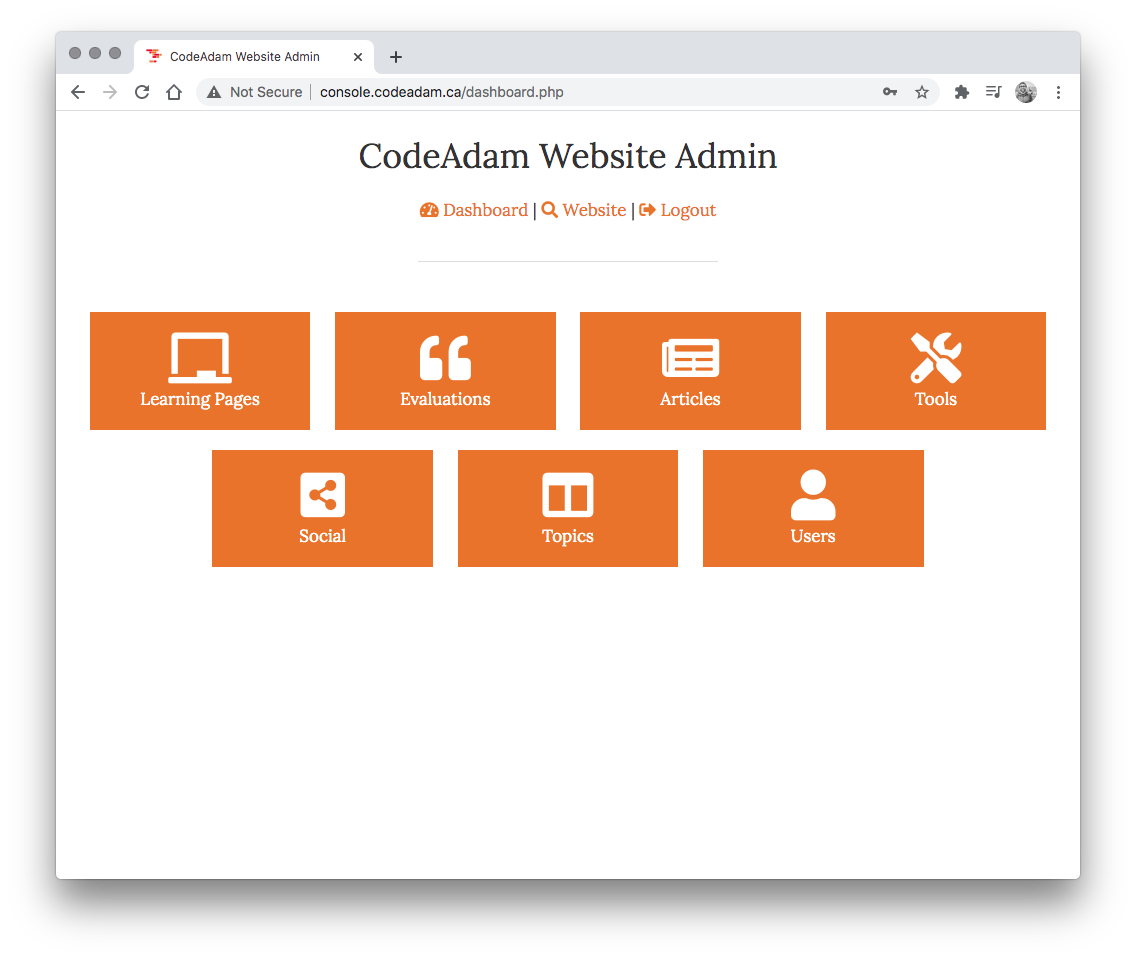 CodeAdam Website Admin
Not Secure | console.codeadam.ca/dashboard.php
CodeAdam Website Admin
Dashboard | Website | Logout
Learning Pages
Evaluations
Articles
Tools
Social
Topics
Users